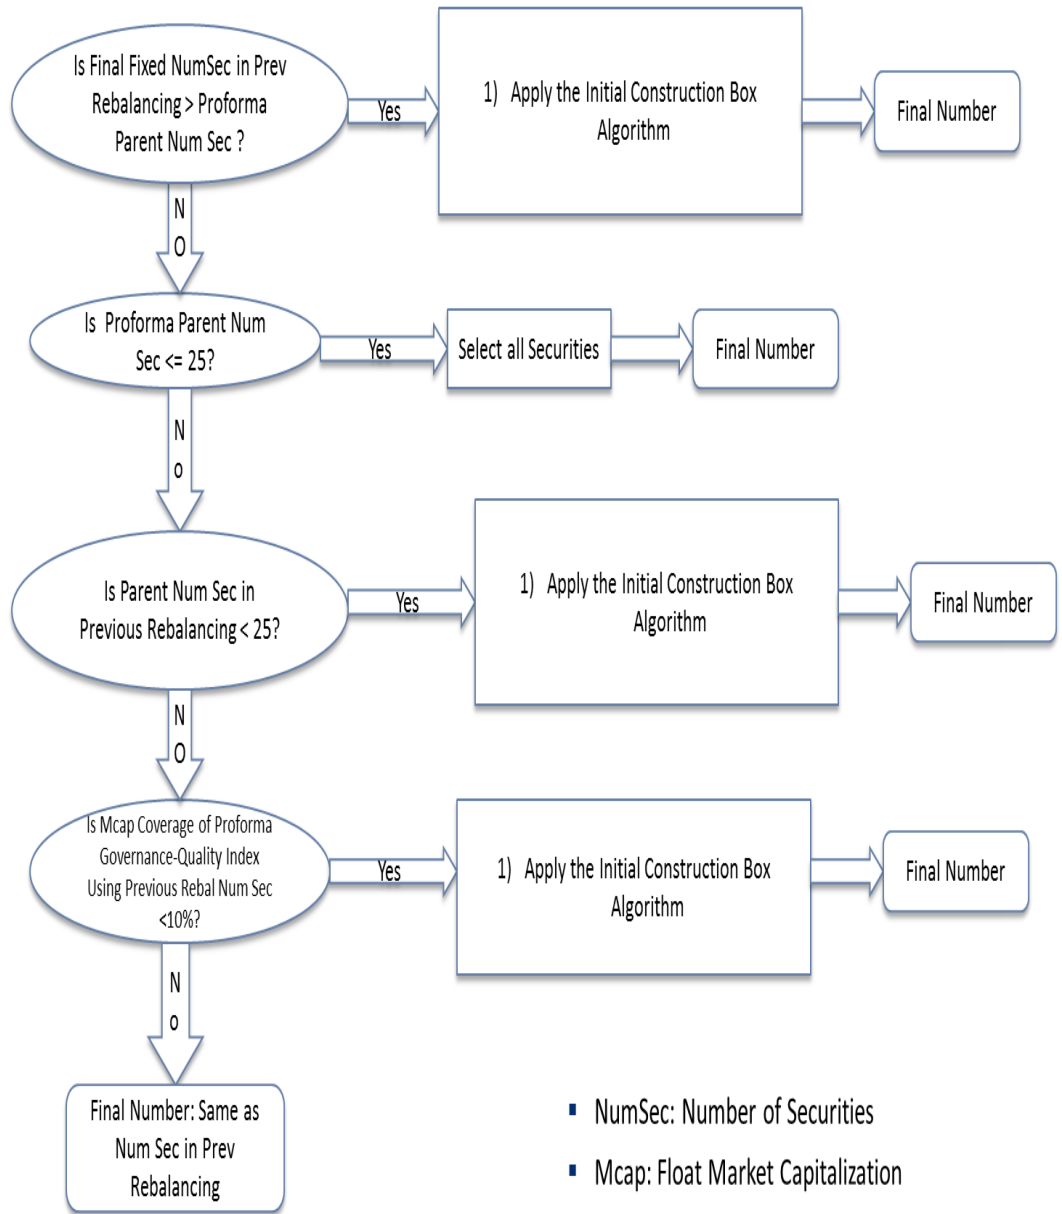 Is Final Fixed NumSec in Prev
Rebalancing > Proforma
Parent Num Sec ?
Yes
1) Apply the Initial Construction Box
Algorithm
Final Number
N
O
Is Proforma Parent Num
Sec <= 25?
Yes
Select all Securities
Final Number
N
o
Is Parent Num Sec in
Previous Rebalancing < 25?
Yes
1) Apply the Initial Construction Box
Algorithm
Final Number
N
O
Is Mcap Coverage of Proforma
Governance-Quality Index
Using Previous Rebal Num Sec
<10%?
Yes
1) Apply the Initial Construction Box
Algorithm
Final Number
N
o
Final Number: Same as
Num Sec in Prev
Rebalancing
▪ NumSec: Number of Securities
▪ Mcap: Float Market Capitalization